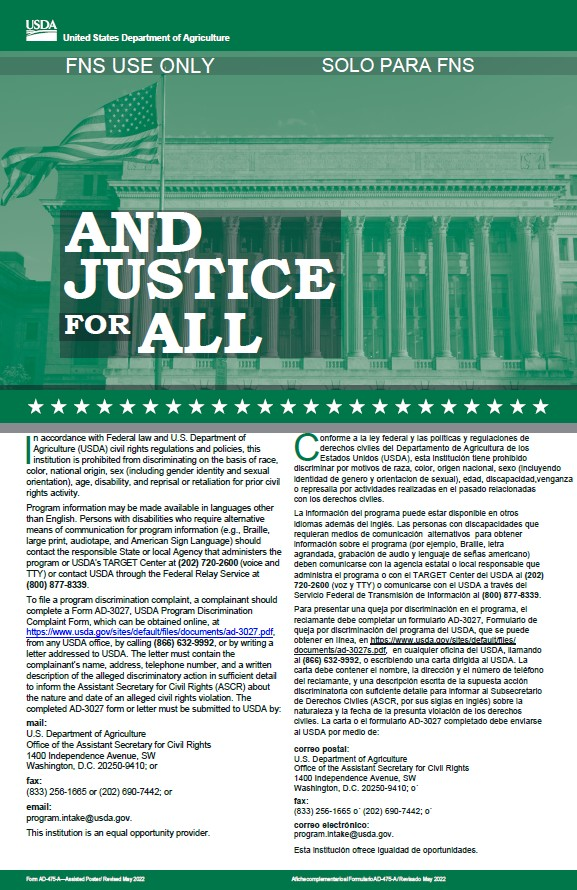 USDA
United States Department of Agriculture
FNS USE ONLY
SOLO PARA FNS
AND
JUSTICE
FOR ALL
In accordance with Federal law and U.S. Department of
Agriculture (USDA) civil rights regulations and policies, this
institution is prohibited from discriminating on the basis of race,
color, national origin, sex (including gender identity and sexual
orientation), age, disability, and reprisal or retaliation for prior civil
rights activity.
Program information may be made available in languages other
than English. Persons with disabilities who require alternative
means of communication for program information (e.g., Braille,
large print, audiotape, and American Sign Language) should
contact the responsible State or local Agency that administers the
program or USDA's TARGET Center at (202) 720-2600 (voice and
TTY) or contact USDA through the Federal Relay Service at
(800) 877-8339.
To file a program discrimination complaint, a complainant should
complete a Form AD-3027, USDA Program Discrimination
Complaint Form, which can be obtained online, at
https://www.usda.gov/sites/default/files/documents/ad-3027.pdf,
from any USDA office, by calling (866) 632-9992, or by writing a
letter addressed to USDA. The letter must contain the
complainant's name, address, telephone number, and a written
description of the alleged discriminatory action in sufficient detail
to inform the Assistant Secretary for Civil Rights (ASCR) about
the nature and date of an alleged civil rights violation. The
completed AD-3027 form or letter must be submitted to USDA by:
mail:
U.S. Department of Agriculture
Office of the Assistant Secretary for Civil Rights
1400 Independence Avenue, SW
Washington, D.C. 20250-9410; or
fax:
(833) 256-1665 or (202) 690-7442; or
email:
program.intake@usda.gov.
This institution is an equal opportunity provider.
Conforme a la ley federal y las políticas y regulaciones de
derechos civiles del Departamento de Agricultura de los
Estados Unidos (USDA), esta institución tiene prohibido
discriminar por motivos de raza, color, origen nacional, sexo (incluyendo
identidad de genero y orientacion de sexual), edad, discapacidad,venganza
o represalia por actividades realizadas en el pasado relacionadas
con los derechos civiles.
La información del programa puede estar disponible en otros
idiomas además del inglés. Las personas con discapacidades que
requieran medios de comunicación alternativos para obtener
información sobre el programa (por ejemplo, Braille, letra
agrandada, grabación de audio y lenguaje de señas americano)
deben comunicarse con la agencia estatal o local responsable que
administra el programa o con el TARGET Center del USDA al (202)
720-2600 (voz y TTY) o comunicarse con el USDA a través del
Servicio Federal de Transmisión de Información al (800) 877-8339.
Para presentar una queja por discriminación en el programa, el
reclamante debe completar un formulario AD-3027, Formulario de
queja por discriminación del programa del USDA, que se puede
obtener en línea, en https://www.usda.gov/sites/default/files/
documents/ad-3027s.pdf, en cualquier oficina del USDA, llamando
al (866) 632-9992, o escribiendo una carta dirigida al USDA. La
carta debe contener el nombre, la dirección y el número de teléfono
del reclamante, y una descripción escrita de la supuesta acción
discriminatoria con suficiente detalle para informar al Subsecretario
de Derechos Civiles (ASCR, por sus siglas en inglés) sobre la
naturaleza y la fecha de la presunta violación de los derechos
civiles. La carta o el formulario AD-3027 completado debe enviarse
al USDA por medio de:
correo postal:
U.S. Department of Agriculture
Office of the Assistant Secretary for Civil Rights
1400 Independence Avenue, SW
Washington, D.C. 20250-9410; o´
fax:
(833) 256-1665 o´ (202) 690-7442; o´
correo electrónico:
program.intake@usda.gov.
Esta institución ofrece igualdad de oportunidades.
Form AD-475-A—Assisted Poster/ Revised May 2022
Afiche complementario al Formulario AD-475-A / Revisado May 2022